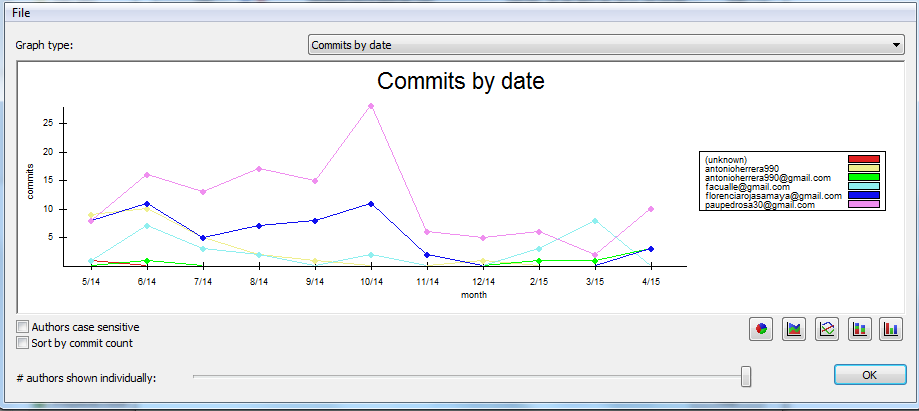 File
Graph type:
Commits by date
Commits by date
commits
25
20
15
10
5
5/14 6/14 7/14 8/14 9/14 10/14 11/14 12/14 2/15 3/15 4/15
month
(unknown)
antonioherrera990
antonioherrera990@gmail.com
facualle@gmail.com
florenciarojasamaya@gmail.com
paupedrosa30@gmail.com
Authors case sensitive
Sort by commit count
# authors shown individually:
OK